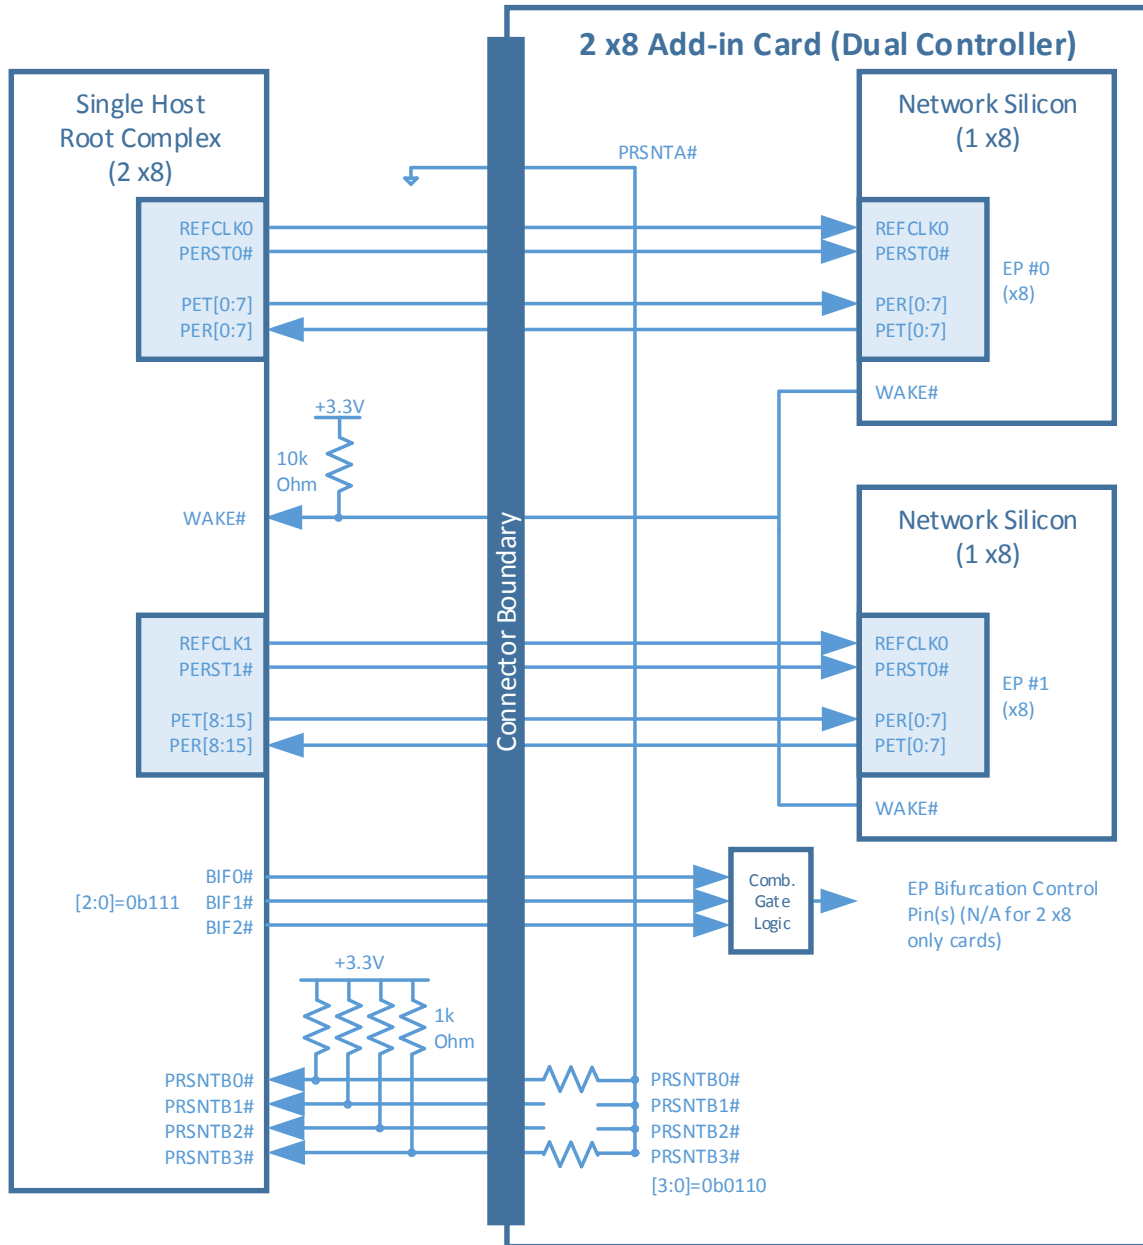 2 x8 Add-in Card (Dual Controller)
Single Host
Root Complex
(2 x8)
Network Silicon
(1 x8)
PRSNTA#
REFCLK0
PERST0#
PET[0:7]
PER[0:7]
REFCLK0
PERST0#
PER[0:7]
PET[0:7]
EP #0
(x8)
WAKE#
+3.3V
10k
Ohm
WAKE#
Connector Boundary
Network Silicon
(1 x8)
REFCLK1
PERST1#
PET[8:15]
PER[8:15]
REFCLK0
PERST0#
PER[0:7]
PET[0:7]
EP #1
(x8)
WAKE#
BIF0#
[2:0]=0b111 BIF1#
BIF2#
Comb.
Gate
Logic
EP Bifurcation Control
Pin(s) (N/A for 2 x8
only cards)
+3.3V
1k
Ohm
PRSNTB0#
PRSNTB1#
PRSNTB2#
PRSNTB3#
PRSNTB0#
PRSNTB1#
PRSNTB2#
PRSNTB3#
[3:0]=0b0110